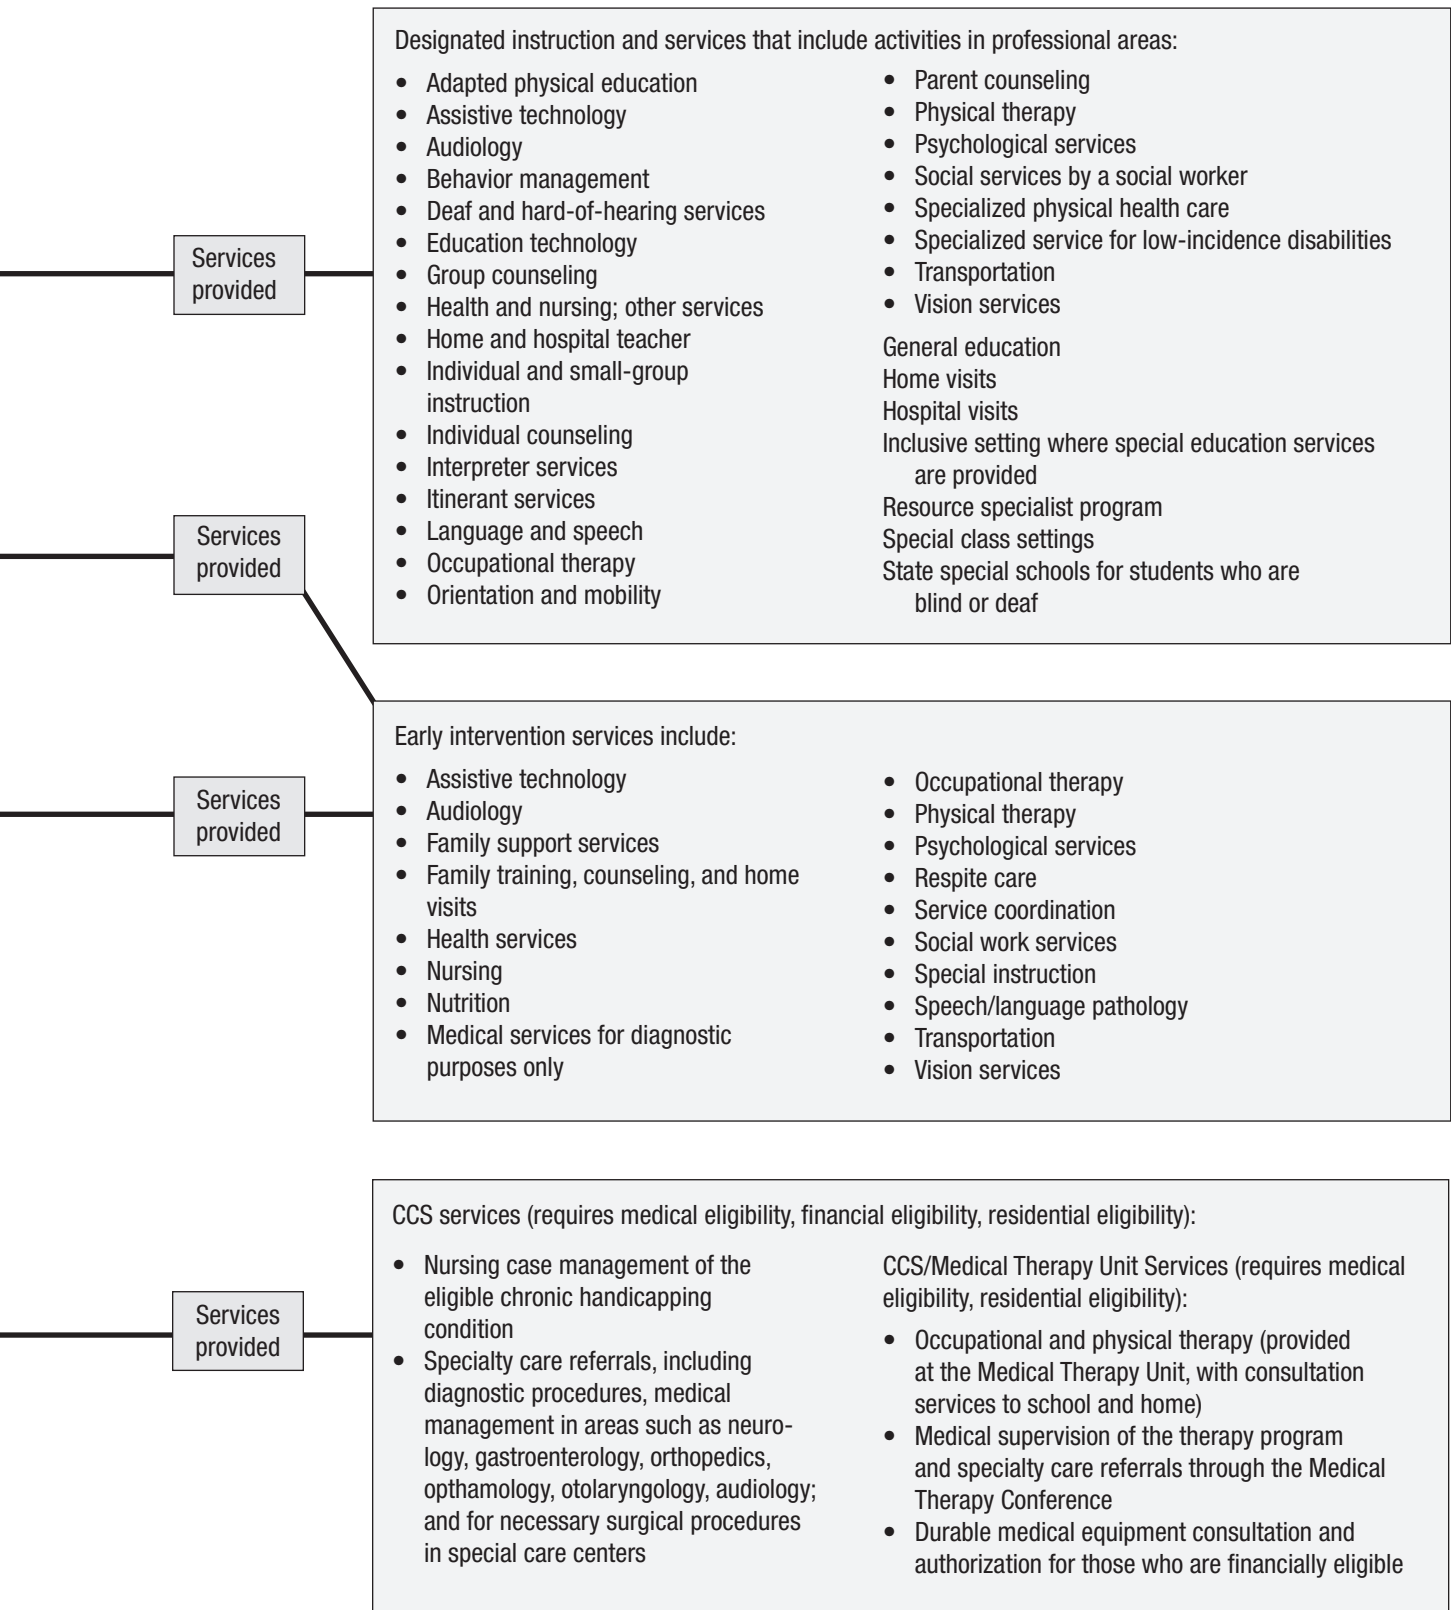 Designated instruction and services that include activities in professional areas:
• Adapted physical education
• Assistive technology
• Audiology
• Behavior management
• Deaf and hard-of-hearing services
• Education technology
• Group counseling
• Health and nursing; other services
• Home and hospital teacher
• Individual and small-group
instruction
• Individual counseling
• Interpreter services
• Itinerant services
• Language and speech
• Occupational therapy
• Orientation and mobility
• Parent counseling
• Physical therapy
• Psychological services
• Social services by a social worker
• Specialized physical health care
• Specialized service for low-incidence disabilities
• Transportation
• Vision services
General education
Home visits
Hospital visits
Inclusive setting where special education services
are provided
Resource specialist program
Special class settings
State special schools for students who are
blind or deaf
Services
provided
Services
provided
Early intervention services include:
• Assistive technology
• Audiology
• Family support services
• Family training, counseling, and home
visits
• Health services
• Nursing
• Nutrition
• Medical services for diagnostic
purposes only
• Occupational therapy
• Physical therapy
• Psychological services
• Respite care
• Service coordination
• Social work services
• Special instruction
• Speech/language pathology
• Transportation
• Vision services
Services
provided
CCS services (requires medical eligibility, financial eligibility, residential eligibility):
• Nursing case management of the
eligible chronic handicapping
condition
• Specialty care referrals, including
diagnostic procedures, medical
management in areas such as neuro-
logy, gastroenterology, orthopedics,
opthamology, otolaryngology, audiology;
and for necessary surgical procedures
in special care centers
CCS/Medical Therapy Unit Services (requires medical
eligibility, residential eligibility):
• Occupational and physical therapy (provided
at the Medical Therapy Unit, with consultation
services to school and home)
• Medical supervision of the therapy program
and specialty care referrals through the Medical
Therapy Conference
• Durable medical equipment consultation and
authorization for those who are financially eligible
Services
provided